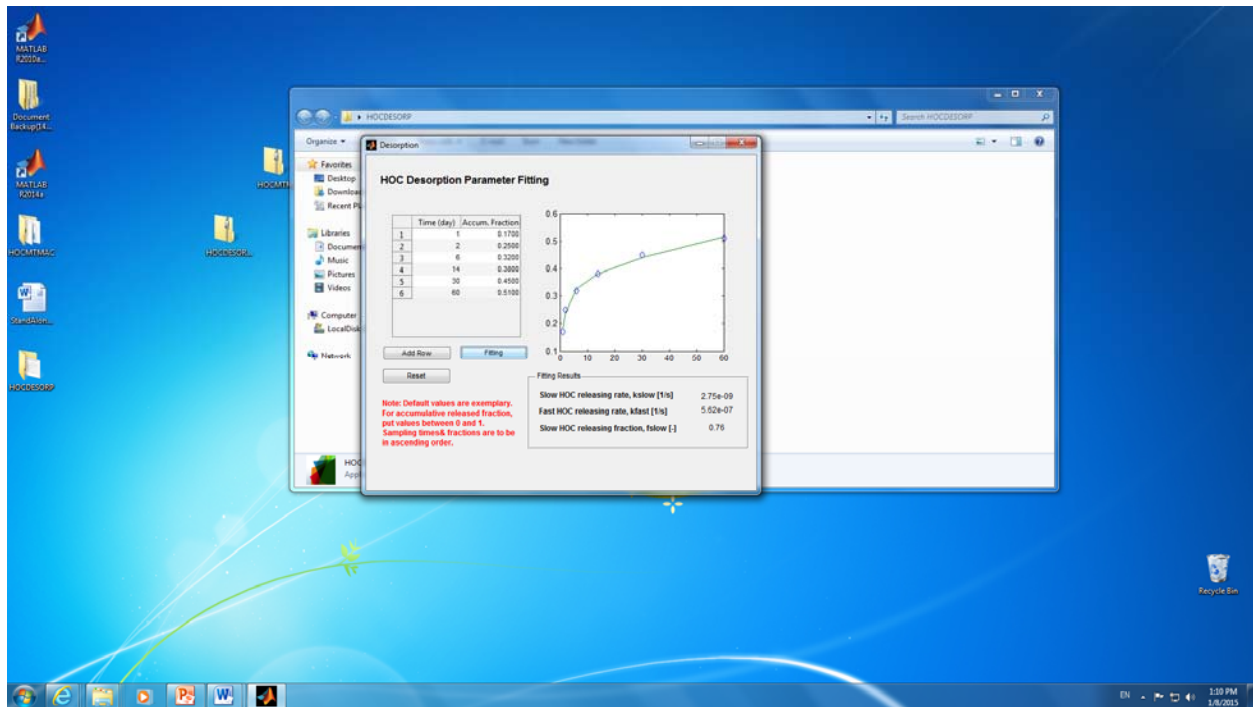 MATLAB
R2010a...
Document
Backup(14...
MATLAB
R2014a
HOCMTMAC
StandAlon...
HOCDESORP
HOCMTM
HOCDESOR...
HOCDESORP
Search HOCDESORP
Organize
Favorites
Desktop
Download
Recent Pl
Libraries
Documen
Music
Pictures
Videos
Computer
LocalDisk
Network
HOC
Appl
Desorption
HOC Desorption Parameter Fitting
Time (day) Accum. Fraction
1 1 0.1700
2 2 0.2500
3 6 0.3200
4 14 0.3800
5 30 0.4500
6 60 0.5100
Add Row
Fitting
Reset
0.6
0.5
0.4
0.3
0.2
0.1
0 10 20 30 40 50 60
Note: Default values are exemplary.
For accumulative released fraction,
put values between 0 and 1.
Sampling times& fractions are to be
in ascending order.
Fitting Results
Slow HOC releasing rate, kslow [1/s] 2.75e-09
Fast HOC releasing rate, kfast [1/s] 5.62e-07
Slow HOC releasing fraction, fslow [-] 0.76
Recycle Bin
EN
1:10 PM
1/8/2015